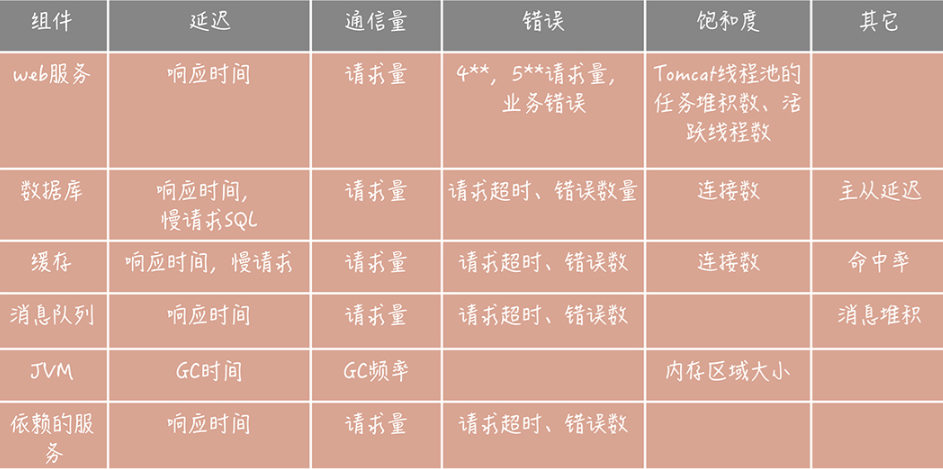 组件 延迟 通信量 错误 饱和度 其它
web服务 响应时间 请求量 4**，5**请求量，业务错误 Tomcat线程池的任务堆积数、活跃线程数
数据库 响应时间，慢请求SQL 请求量 请求超时、错误数量 连接数 主从延迟
缓存 响应时间，慢请求 请求量 请求超时、错误数 连接数 命中率
消息队列 响应时间 请求量 请求超时、错误数 消息堆积
JVM GC时间 GC频率 内存区域大小
依赖的服务 响应时间 请求量 请求超时、错误数